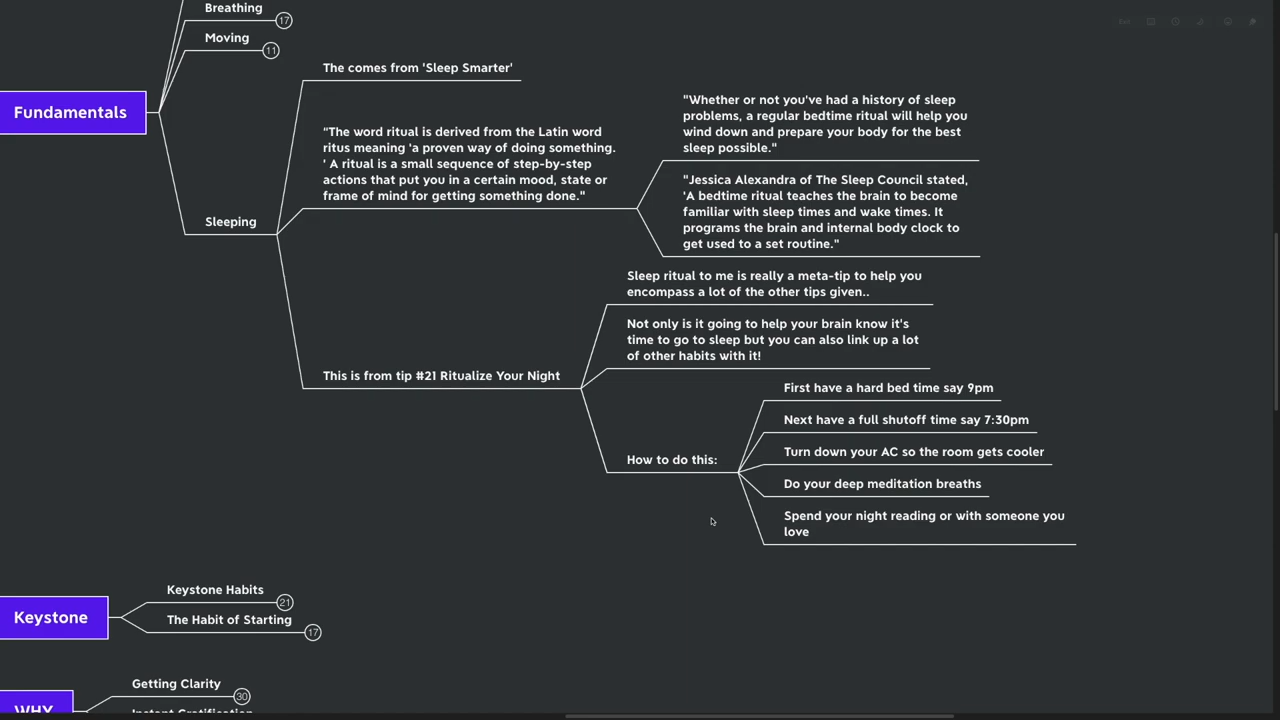 Breathing
17
Moving
11
Fundamentals
Sleeping
The comes from 'Sleep Smarter'
"The word ritual is derived from the Latin word
ritus meaning 'a proven way of doing something.
' A ritual is a small sequence of step-by-step
actions that put you in a certain mood, state or
frame of mind for getting something done."
"Whether or not you've had a history of sleep
problems, a regular bedtime ritual will help you
wind down and prepare your body for the best
sleep possible."
"Jessica Alexandra of The Sleep Council stated,
'A bedtime ritual teaches the brain to become
familiar with sleep times and wake times. It
programs the brain and internal body clock to
get used to a set routine."
This is from tip #21 Ritualize Your Night
Sleep ritual to me is really a meta-tip to help you
encompass a lot of the other tips given..
Not only is it going to help your brain know it's
time to go to sleep but you can also link up a lot
of other habits with it!
How to do this:
First have a hard bed time say 9pm
Next have a full shutoff time say 7:30pm
Turn down your AC so the room gets cooler
Do your deep meditation breaths
Spend your night reading or with someone you
love
Keystone
Keystone Habits
21
The Habit of Starting
17
WHY
Getting Clarity
30
Instant Gratification